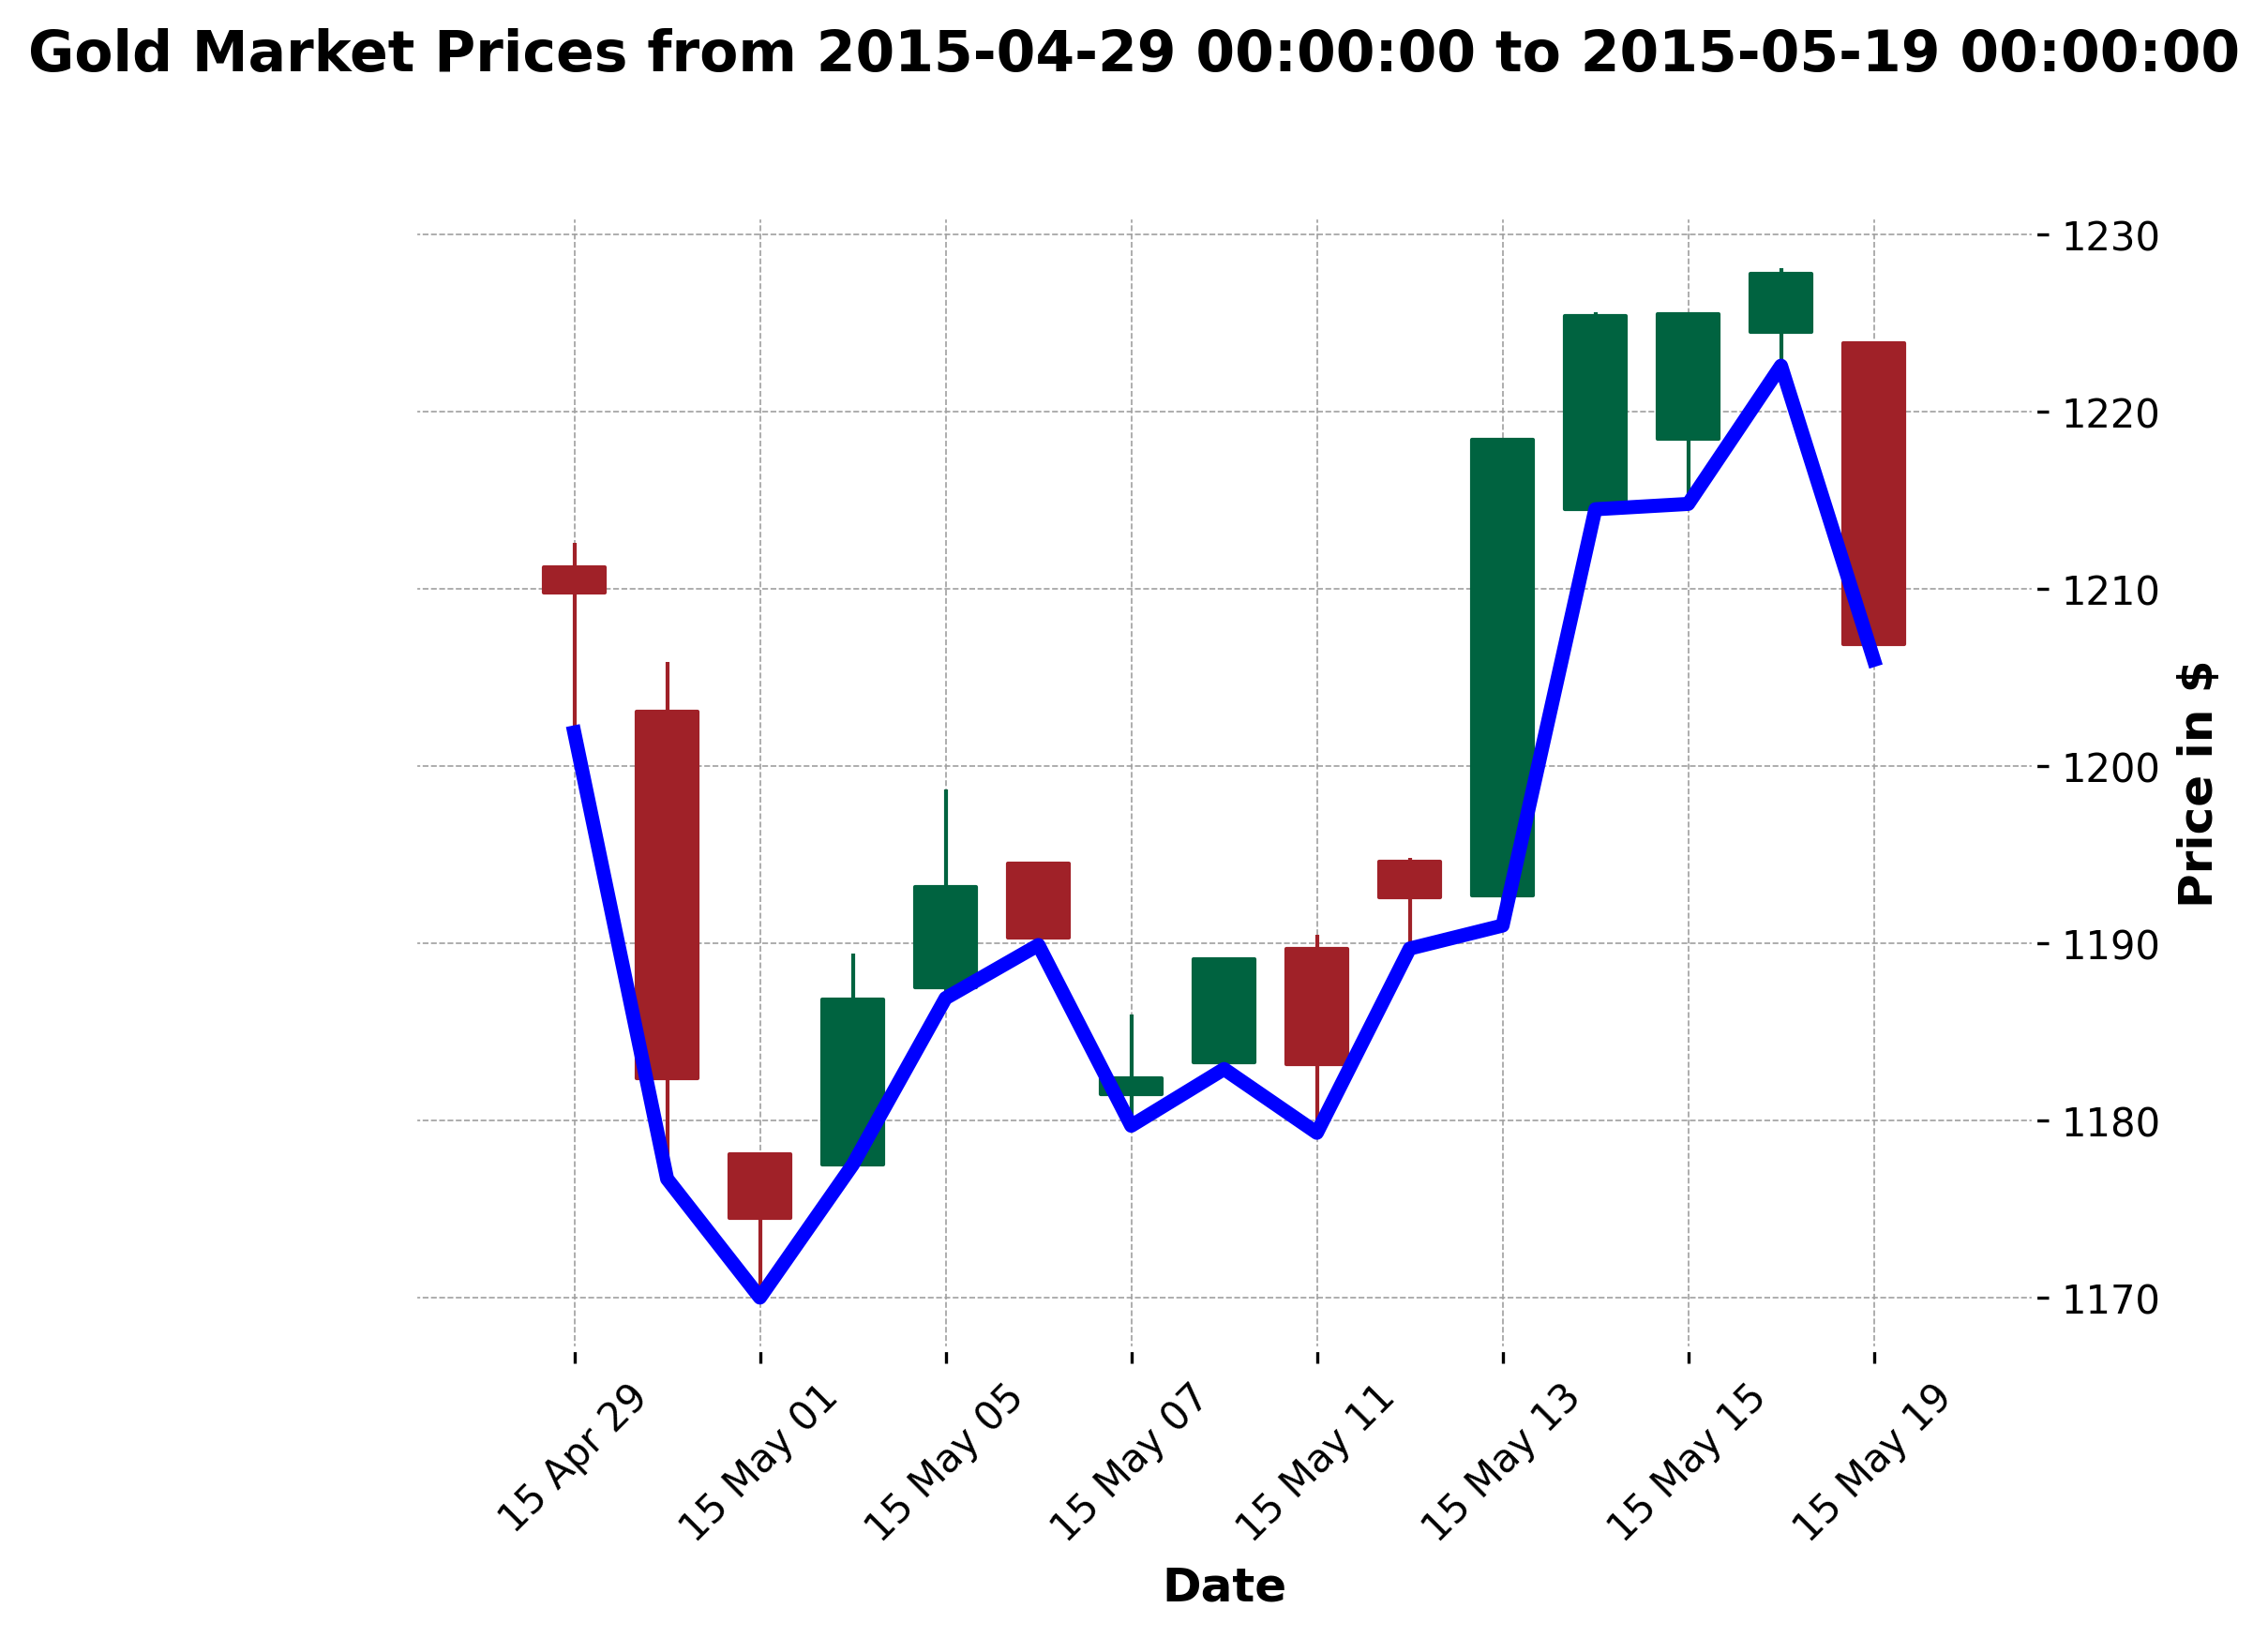 Gold Market Prices from 2015-04-29 00:00:00 to 2015-05-19 00:00:00
1230
1220
1210
1200
1190
1180
1170
Price in $
15 Apr 29
15 May 01
15 May 05
15 May 07
15 May 11
15 May 13
15 May 15
15 May 19
Date